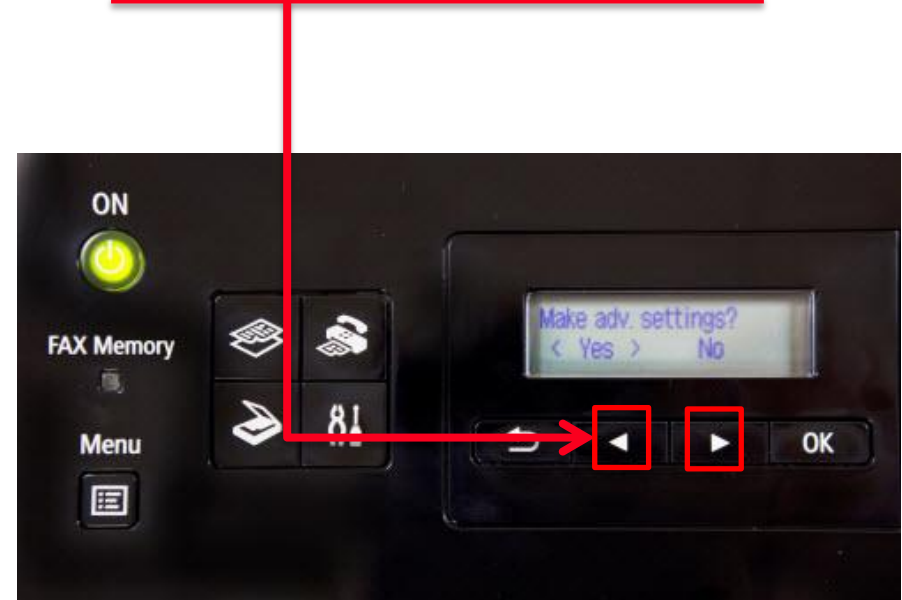 ON
Make adv. settings?
< Yes > No
FAX Memory
Menu
OK